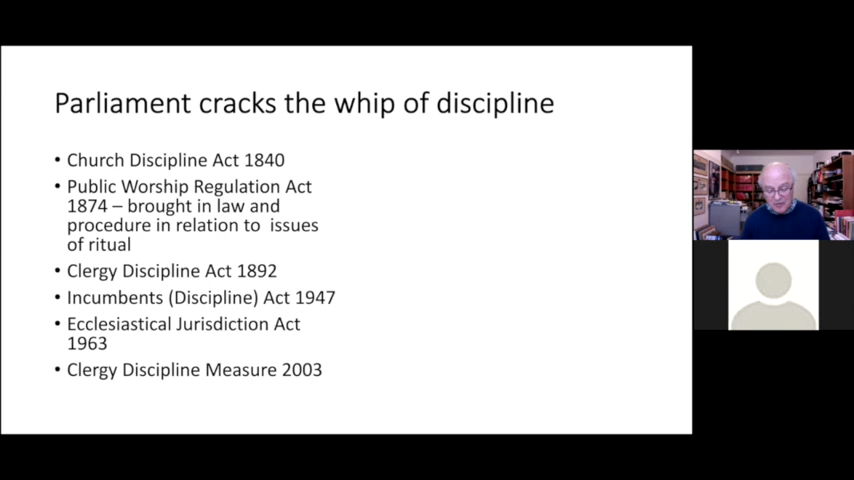 Parliament cracks the whip of discipline
• Church Discipline Act 1840
• Public Worship Regulation Act
1874 – brought in law and
procedure in relation to issues
of ritual
• Clergy Discipline Act 1892
• Incumbents (Discipline) Act 1947
• Ecclesiastical Jurisdiction Act
1963
• Clergy Discipline Measure 2003